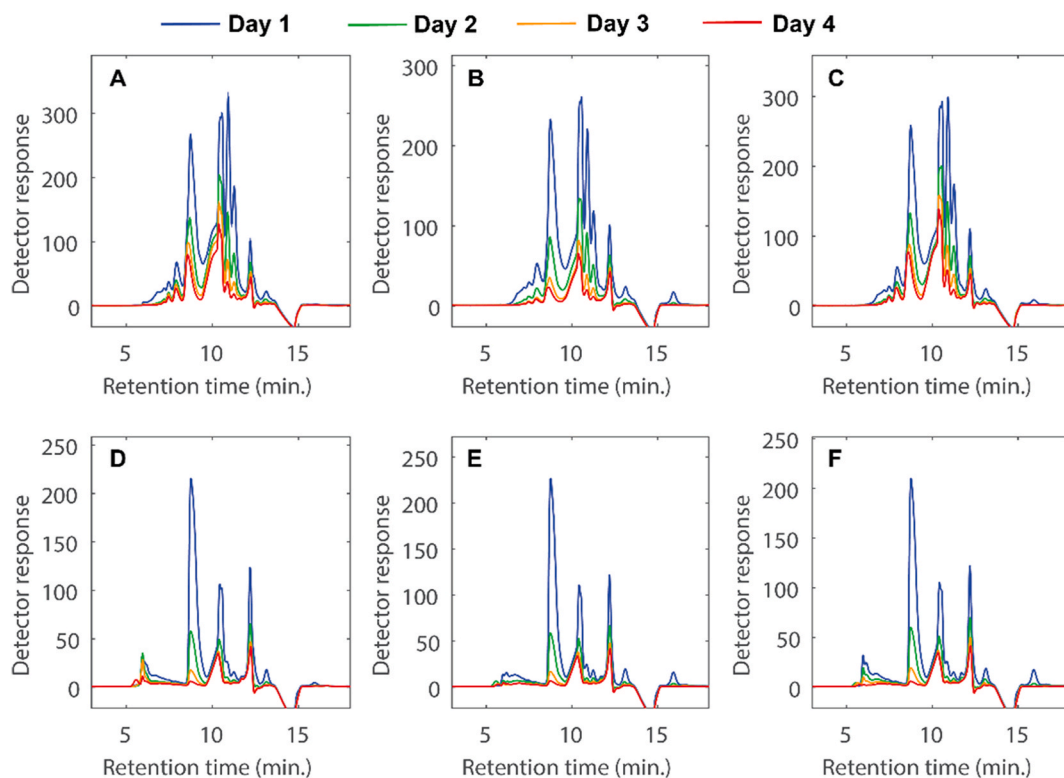 Day 1 Day 2 Day 3 Day 4
A B C
Detector response Detector response Detector response
300 200 100 0
300 200 100 0
300 200 100 0
5 10 15 5 10 15 5 10 15
Retention time (min.) Retention time (min.) Retention time (min.)
D E F
Detector response Detector response Detector response
250 200 150 100 50 0
250 200 150 100 50 0
250 200 150 100 50 0
5 10 15 5 10 15 5 10 15
Retention time (min.) Retention time (min.) Retention time (min.)